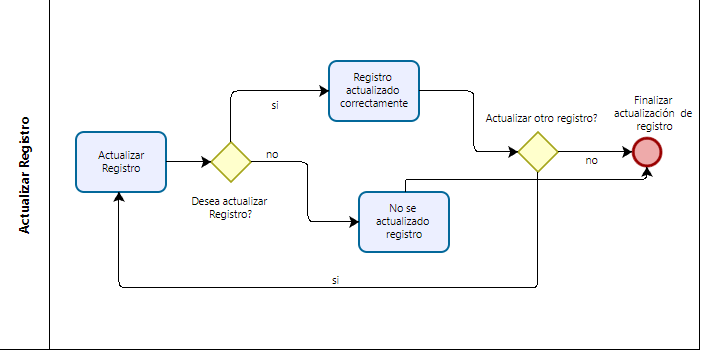 Actualizar Registro
Actualizar
Registro
Desea actualizar
Registro?
si
no
Registro
actualizado
correctamente
No se
actualizado
registro
Actualizar otro registro?
no
si
Finalizar
actualización de
registro